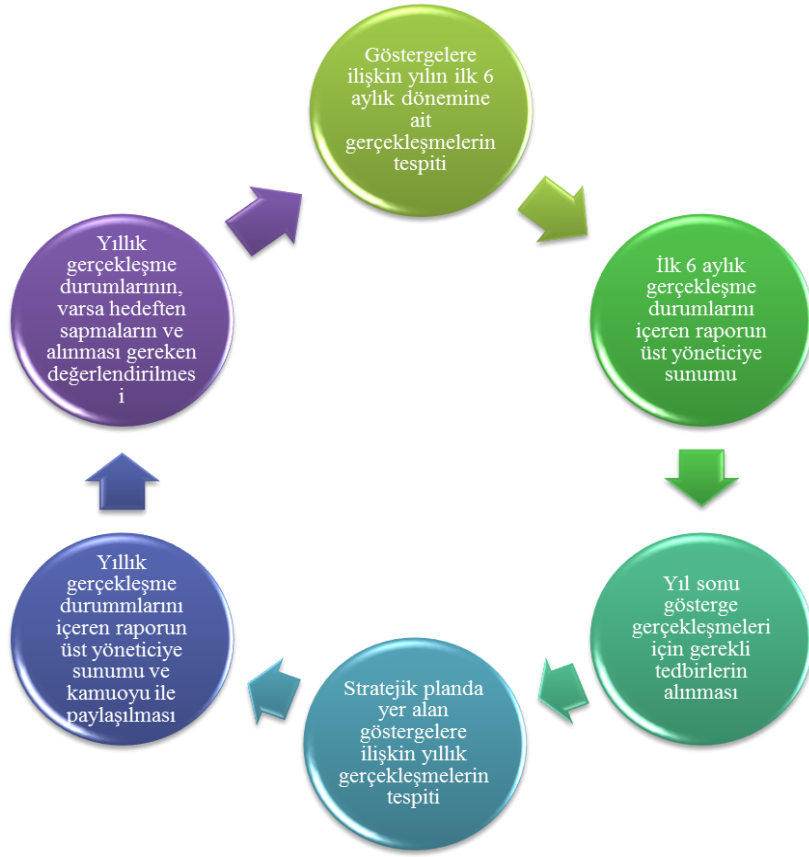 Göstergelere
ilişkin yılın ilk 6
aylık dönemine
ait
gerçekleşmelerin
tespiti
İlk 6 aylık
gerçekleşme
durumlarını
içeren raporun
üst yöneticiye
sunumu
Yıl sonu
gösterge
gerçekleşmeleri
için gerekli
tedbirlerin
alınması
Stratejik planda
yer alan
göstergelere
ilişkin yıllık
gerçekleşmelerin
tespiti
Yıllık
gerçekleşme
durummlarını
içeren raporun
üst yöneticiye
sunumu ve
kamuoyu ile
paylaşılması
Yıllık
gerçekleşme
durumlarının,
varsa hedeften
sapmaların ve
alınması gereken
değerlendirilmes
i